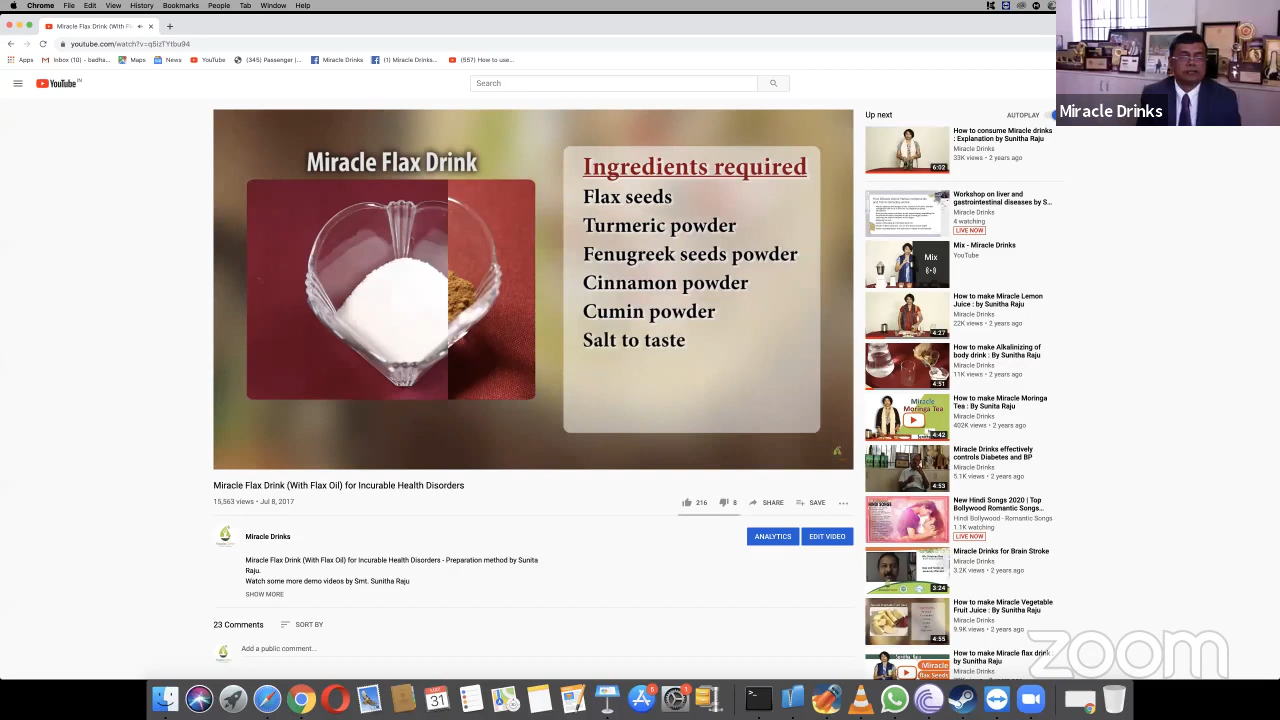 Chrome File Edit View History Bookmarks People Tab Window Help
Miracle Flax Drink (With Fl
youtube.com/watch?v=q5izTYtbu94
Apps Inbox (10) - badha... Maps News YouTube (345) Passenger |... Miracle Drinks (1) Miracle Drinks... (557) How to use...
YouTube IN
Search
Miracle Drinks
Miracle Flax Drink
Ingredients required
Flax seeds
Turmeric powder
Fenugreek seeds powder
Cinnamon powder
Cumin powder
Salt to taste
Miracle Flax Drink (With Flax Oil) for Incurable Health Disorders
15,563 views • Jul 8, 2017
216 8 SHARE SAVE
Miracle Drinks
ANALYTICS EDIT VIDEO
Miracle Flax Drink (With Flax Oil) for Incurable Health Disorders - Preparation method by Sunita
Raju.
Watch some more demo videos by Smt. Sunitha Raju
SHOW MORE
23 Comments SORT BY
Add a public comment...
Up next AUTOPLAY
How to consume Miracle drinks
: Explanation by Sunitha Raju
Miracle Drinks
33K views • 2 years ago
6:02
Workshop on liver and
gastrointestinal diseases by S...
Miracle Drinks
4 watching
LIVE NOW
Mix - Miracle Drinks
YouTube
Mix
How to make Miracle Lemon
Juice : by Sunitha Raju
Miracle Drinks
22K views • 2 years ago
4:27
How to make Alkalinizing of
body drink : By Sunitha Raju
Miracle Drinks
11K views • 2 years ago
4:51
How to make Miracle Moringa
Tea : By Sunita Raju
Miracle Drinks
402K views • 2 years ago
Miracle
Moringa Tea
4:42
Miracle Drinks effectively
controls Diabetes and BP
Miracle Drinks
5.1K views • 2 years ago
4:53
New Hindi Songs 2020 | Top
Bollywood Romantic Songs...
Hindi Bollywood - Romantic Songs
1.1K watching
LIVE NOW
Miracle Drinks for Brain Stroke
Miracle Drinks
3.2K views • 2 years ago
3:24
How to make Miracle Vegetable
Fruit Juice : By Sunitha Raju
Miracle Drinks
9.9K views • 2 years ago
4:55
How to make Miracle flax drink :
by Sunitha Raju
Miracle Drinks
Miracle
flax Seeds
zoom
MAY
31
5
1